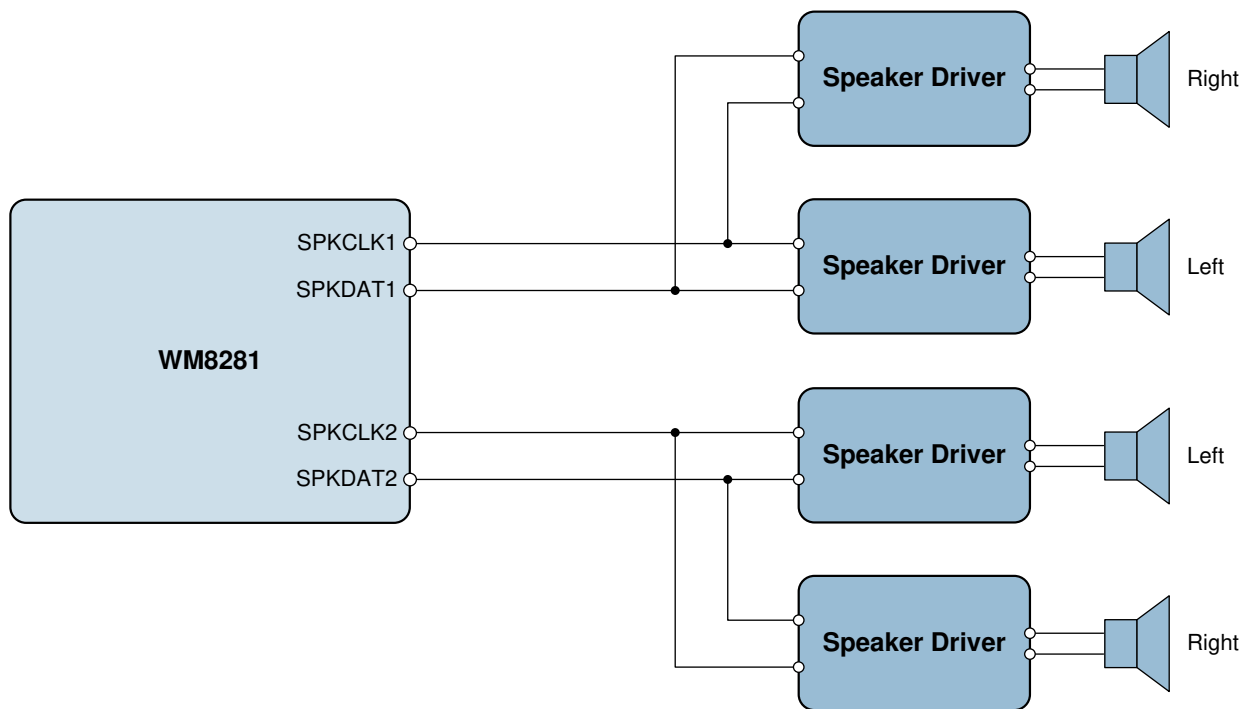 Speaker Driver
Right
SPKCLK1
SPKDAT1
Speaker Driver
Left
WM8281
SPKCLK2
SPKDAT2
Speaker Driver
Left
Speaker Driver
Right